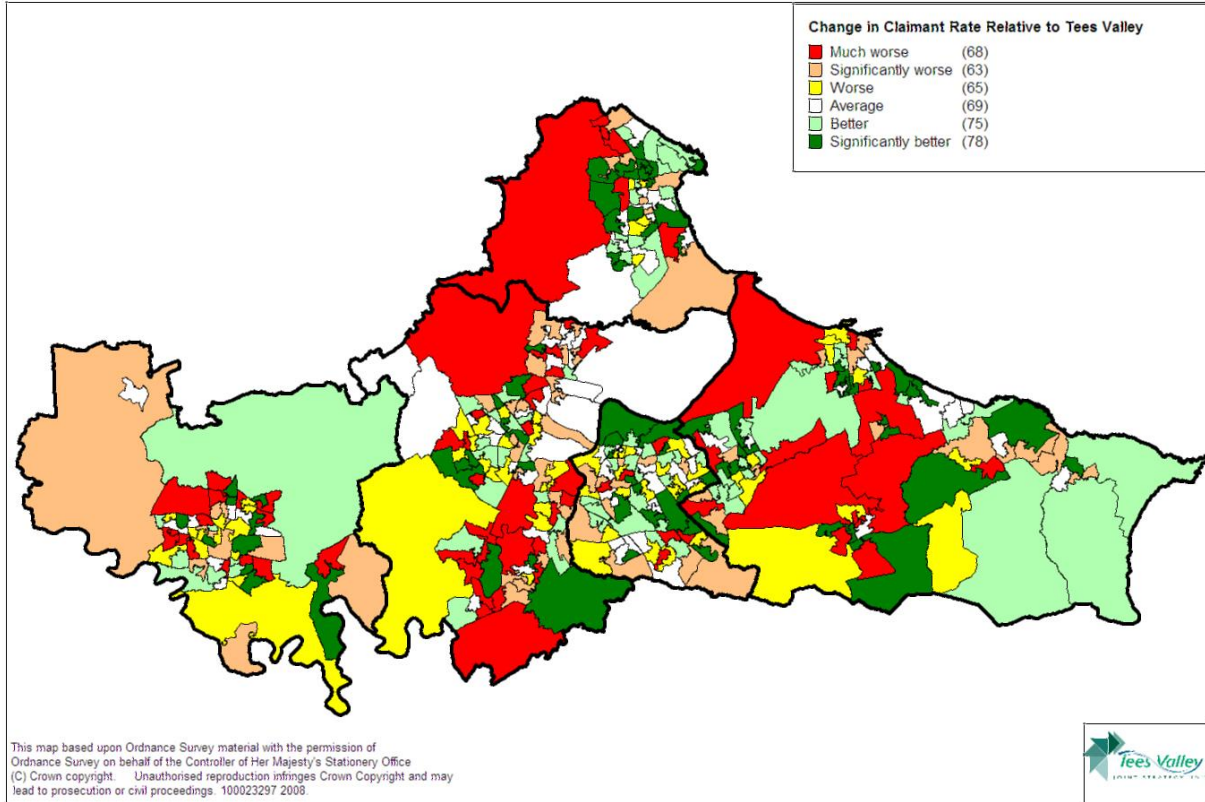 Change in Claimant Rate Relative to Tees Valley
Much worse (68)
Significantly worse (63)
Worse (65)
Average (69)
Better (75)
Significantly better (78)
This map based upon Ordnance Survey material with the permission of
Ordnance Survey on behalf of the Controller of Her Majesty's Stationery Office
(C) Crown copyright. Unauthorised reproduction infringes Crown Copyright and may
lead to prosecution or civil proceedings. 100023297 2008.
Tees Valley
JOINT STRATEGY